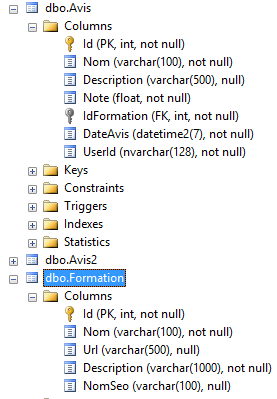 dbo.Avis
Columns
Id (PK, int, not null)
Nom (varchar(100), not null)
Description (varchar(500), not null)
Note (float, not null)
IdFormation (FK, int, not null)
DateAvis (datetime2(7), not null)
UserId (nvarchar(128), not null)
Keys
Constraints
Triggers
Indexes
Statistics
dbo.Avis2
dbo.Formation
Columns
Id (PK, int, not null)
Nom (varchar(100), not null)
Url (varchar(500), null)
Description (varchar(1000), not null)
NomSeo (varchar(100), null)